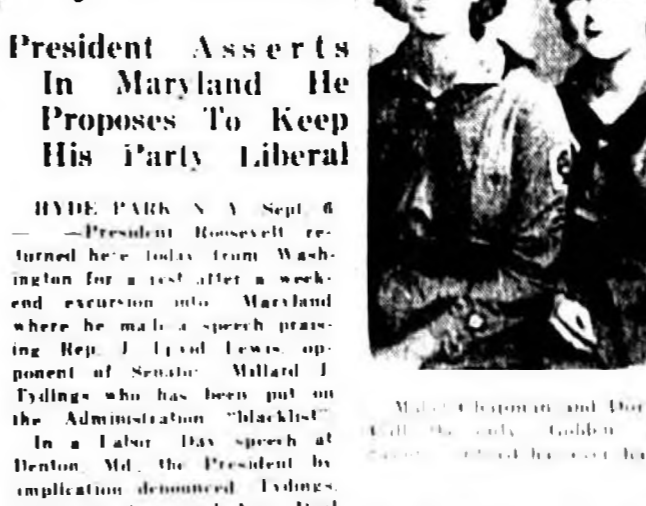 President Asserts
In Maryland He
Proposes To Keep
His Party Liberal
HYDE PARK N Y Sept 6
— —President Roosevelt re-
turned here today from Wash-
ington for a rest after a week-
end excursion into Maryland
where he made a speech prais-
ing Rep. J Lewis, op-
ponent of Senator Millard J
Tydings who has been put on
the Administration "blacklist"
In a Labor Day speech at
Denton, Md, the President by
implication denounced Tydings,
Chapman and